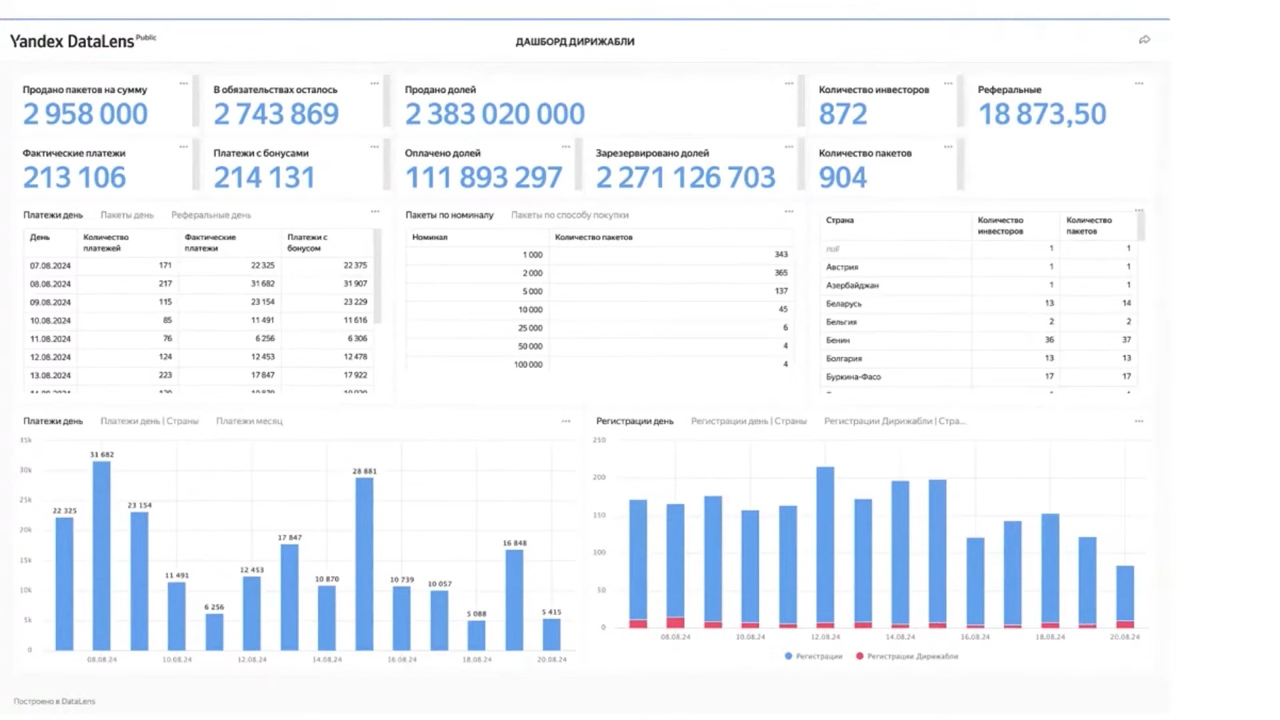 Yandex DataLens Public
ДАШБОРД ДИРИЖАБЛИ
Продано пакетов на сумму
2 958 000
В обязательствах осталось
2 743 869
Продано долей
2 383 020 000
Количество инвесторов
872
Реферальные
18 873,50
Фактические платежи
213 106
Платежи с бонусами
214 131
Оплачено долей
111 893 297
Зарезервировано долей
2 271 126 703
Количество пакетов
904
Платежи день Пакеты день Реферальные день
День Количество платежей Фактические платежи Платежи с бонусом
07.08.2024 171 22 325 22 375
08.08.2024 217 31 682 31 907
09.08.2024 115 23 154 23 229
10.08.2024 85 11 491 11 616
11.08.2024 76 6 256 6 306
12.08.2024 124 12 453 12 478
13.08.2024 223 17 847 17 922
Пакеты по номиналу Пакеты по способу покупки
Номинал Количество пакетов
1 000 343
2 000 365
5 000 137
10 000 45
25 000 6
50 000 4
100 000 4
Страна Количество инвесторов Количество пакетов
null 1 1
Австрия 1 1
Азербайджан 1 1
Беларусь 13 14
Бельгия 2 2
Бенин 36 37
Болгария 13 13
Буркина-Фасо 17 17
Платежи день Платежи день | Страны Платежи месяц
35k
30k
25k
20k
15k
10k
5k
0
22 325
31 682
23 154
11 491
6 256
12 453
17 847
10 870
28 881
10 739
10 057
5 088
16 848
5 415
08.08.24 10.08.24 12.08.24 14.08.24 16.08.24 18.08.24 20.08.24
Регистрации день Регистрации день | Страны Регистрации Дирижабли | Стра...
250
200
150
100
50
0
08.08.24 10.08.24 12.08.24 14.08.24 16.08.24 18.08.24 20.08.24
Регистрации Регистрации Дирижабли
Построено в DataLens